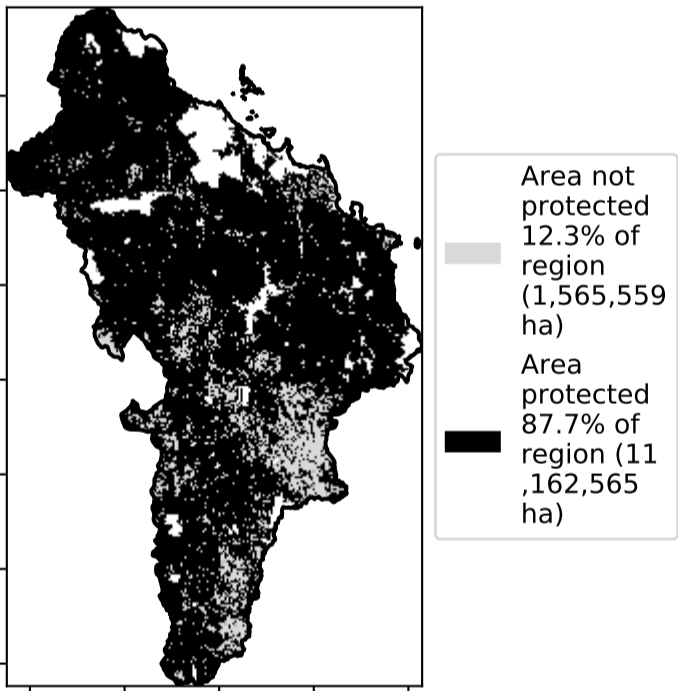 Area not
protected
12.3% of
region
(1,565,559
ha)
Area
protected
87.7% of
region (11
,162,565
ha)